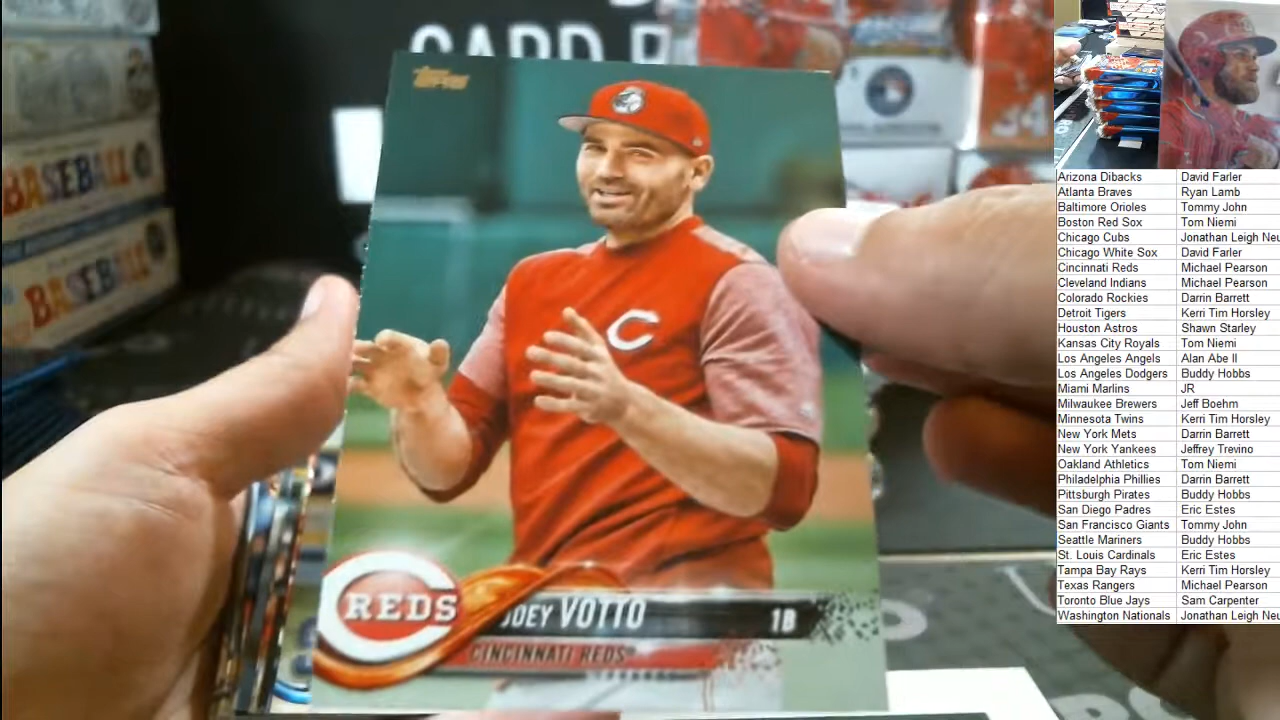 CARD
topps
BASEBALL
BASEBALL
34
C
REDS
JOEY VOTTO 1B
CINCINNATI REDS
Arizona Dibacks David Farler
Atlanta Braves Ryan Lamb
Baltimore Orioles Tommy John
Boston Red Sox Tom Niemi
Chicago Cubs Jonathan Leigh Neu
Chicago White Sox David Farler
Cincinnati Reds Michael Pearson
Cleveland Indians Michael Pearson
Colorado Rockies Darrin Barrett
Detroit Tigers Kerri Tim Horsley
Houston Astros Shawn Starley
Kansas City Royals Tom Niemi
Los Angeles Angels Alan Abe II
Los Angeles Dodgers Buddy Hobbs
Miami Marlins JR
Milwaukee Brewers Jeff Boehm
Minnesota Twins Kerri Tim Horsley
New York Mets Darrin Barrett
New York Yankees Jeffrey Trevino
Oakland Athletics Tom Niemi
Philadelphia Phillies Darrin Barrett
Pittsburgh Pirates Buddy Hobbs
San Diego Padres Eric Estes
San Francisco Giants Tommy John
Seattle Mariners Buddy Hobbs
St. Louis Cardinals Eric Estes
Tampa Bay Rays Kerri Tim Horsley
Texas Rangers Michael Pearson
Toronto Blue Jays Sam Carpenter
Washington Nationals Jonathan Leigh Neu